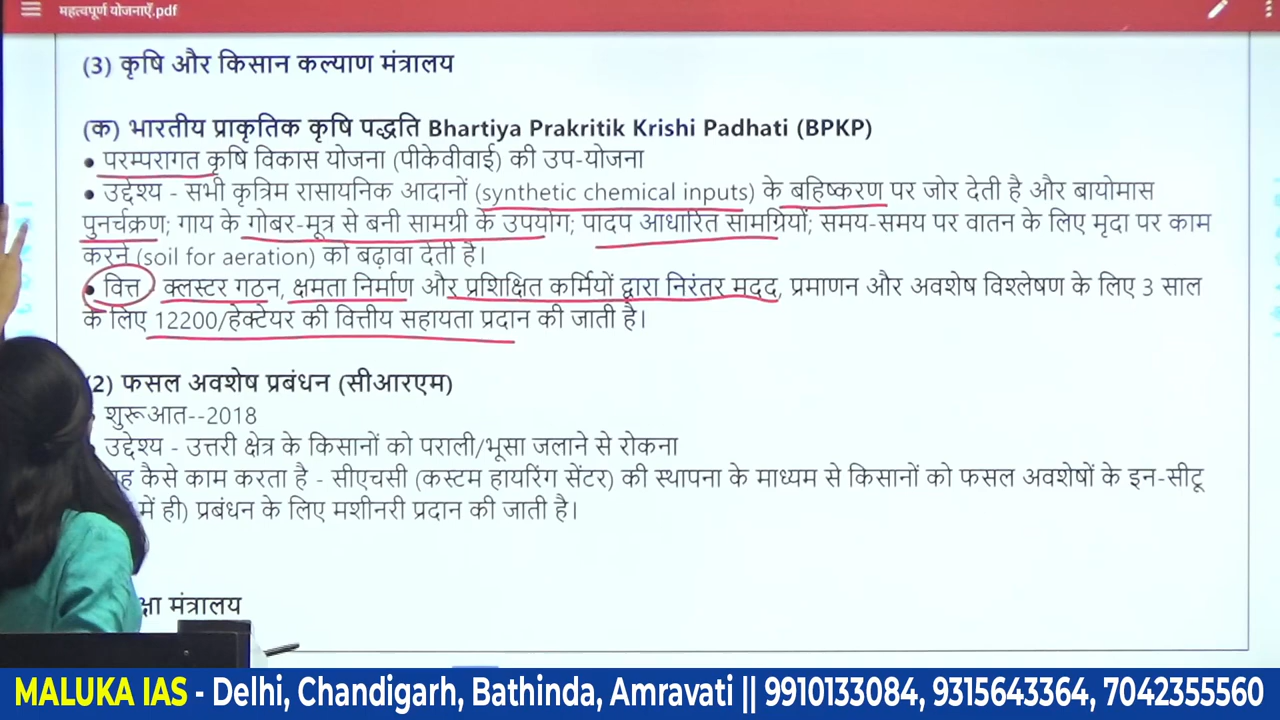 महत्वपूर्ण योजनाएँ.pdf
(3) कृषि और किसान कल्याण मंत्रालय
(क) भारतीय प्राकृतिक कृषि पद्धति Bhartiya Prakritik Krishi Padhati (BPKP)
• परम्परागत कृषि विकास योजना (पीकेवीवाई) की उप-योजना
• उद्देश्य - सभी कृत्रिम रासायनिक आदानों (synthetic chemical inputs) के बहिष्करण पर जोर देती है और बायोमास
पुनर्चक्रण; गाय के गोबर-मूत्र से बनी सामग्री के उपयोग; पादप आधारित सामग्रियों; समय-समय पर वातन के लिए मृदा पर काम
करने (soil for aeration) को बढ़ावा देती है।
• वित्त क्लस्टर गठन, क्षमता निर्माण और प्रशिक्षित कर्मियों द्वारा निरंतर मदद, प्रमाणन और अवशेष विश्लेषण के लिए 3 साल
के लिए 12200/हेक्टेयर की वित्तीय सहायता प्रदान की जाती है।
2) फसल अवशेष प्रबंधन (सीआरएम)
शुरूआत--2018
उद्देश्य - उत्तरी क्षेत्र के किसानों को पराली/भूसा जलाने से रोकना
कैसे काम करता है - सीएचसी (कस्टम हायरिंग सेंटर) की स्थापना के माध्यम से किसानों को फसल अवशेषों के इन-सीटू
में ही) प्रबंधन के लिए मशीनरी प्रदान की जाती है।
मंत्रालय
MALUKA IAS - Delhi, Chandigarh, Bathinda, Amravati || 9910133084, 9315643364, 7042355560